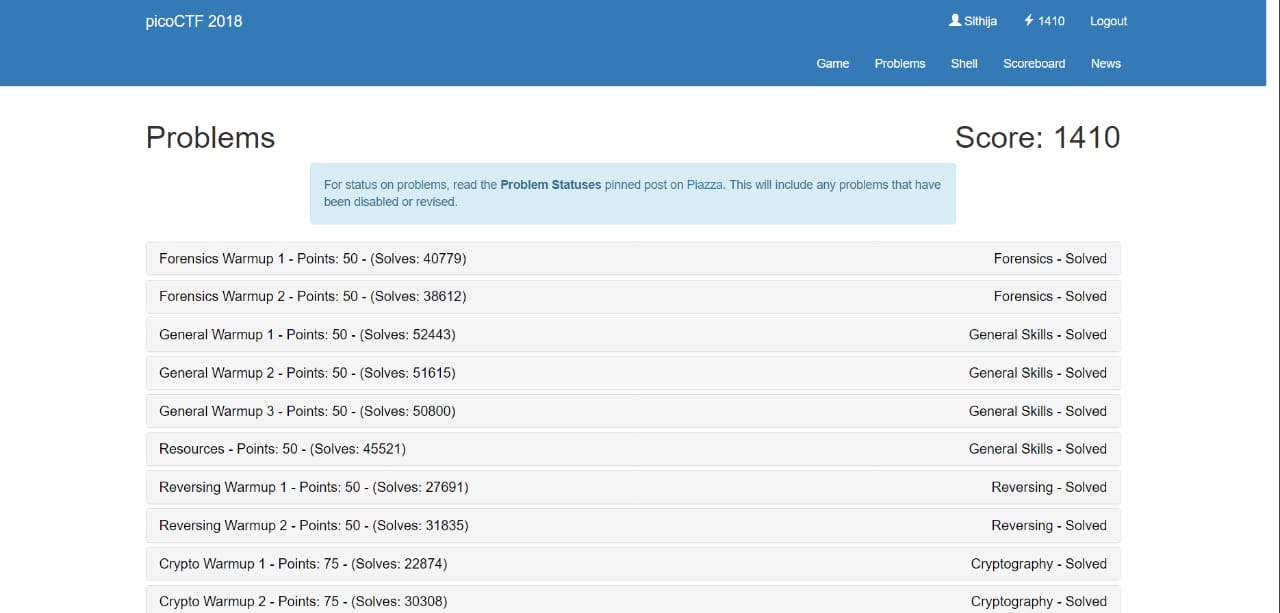 picoCTF 2018
Sithija 1410 Logout
Game Problems Shell Scoreboard News
Problems
Score: 1410
For status on problems, read the Problem Statuses pinned post on Piazza. This will include any problems that have
been disabled or revised.
Forensics Warmup 1 - Points: 50 - (Solves: 40779) Forensics - Solved
Forensics Warmup 2 - Points: 50 - (Solves: 38612) Forensics - Solved
General Warmup 1 - Points: 50 - (Solves: 52443) General Skills - Solved
General Warmup 2 - Points: 50 - (Solves: 51615) General Skills - Solved
General Warmup 3 - Points: 50 - (Solves: 50800) General Skills - Solved
Resources - Points: 50 - (Solves: 45521) General Skills - Solved
Reversing Warmup 1 - Points: 50 - (Solves: 27691) Reversing - Solved
Reversing Warmup 2 - Points: 50 - (Solves: 31835) Reversing - Solved
Crypto Warmup 1 - Points: 75 - (Solves: 22874) Cryptography - Solved
Crypto Warmup 2 - Points: 75 - (Solves: 30308) Cryptography - Solved